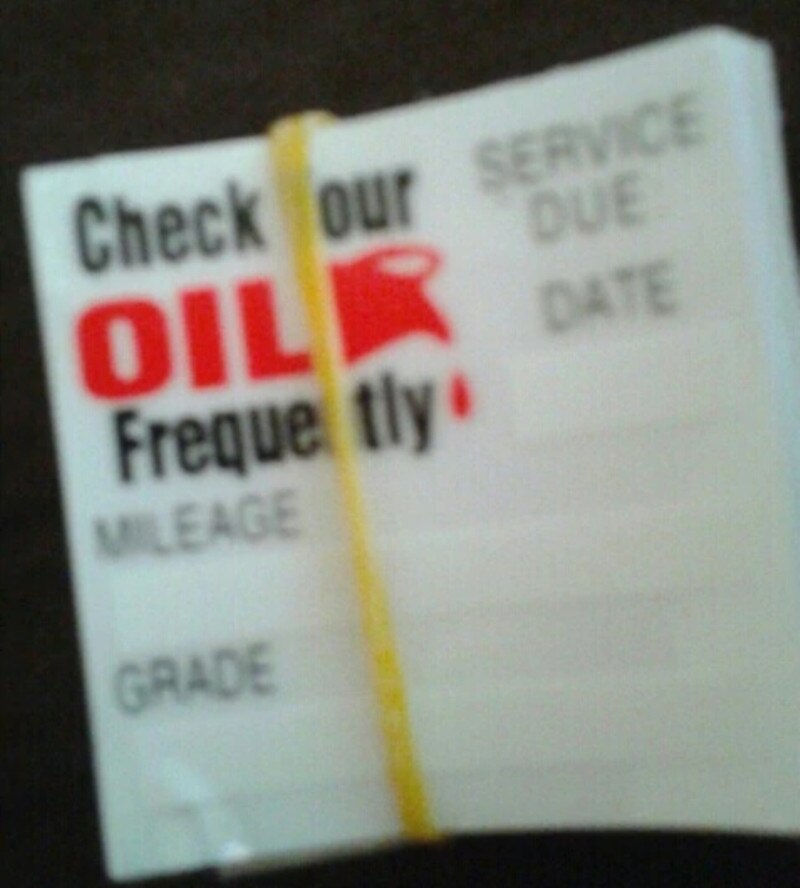 Check Your
OIL
Frequently
MILEAGE
GRADE
SERVICE
DUE
DATE